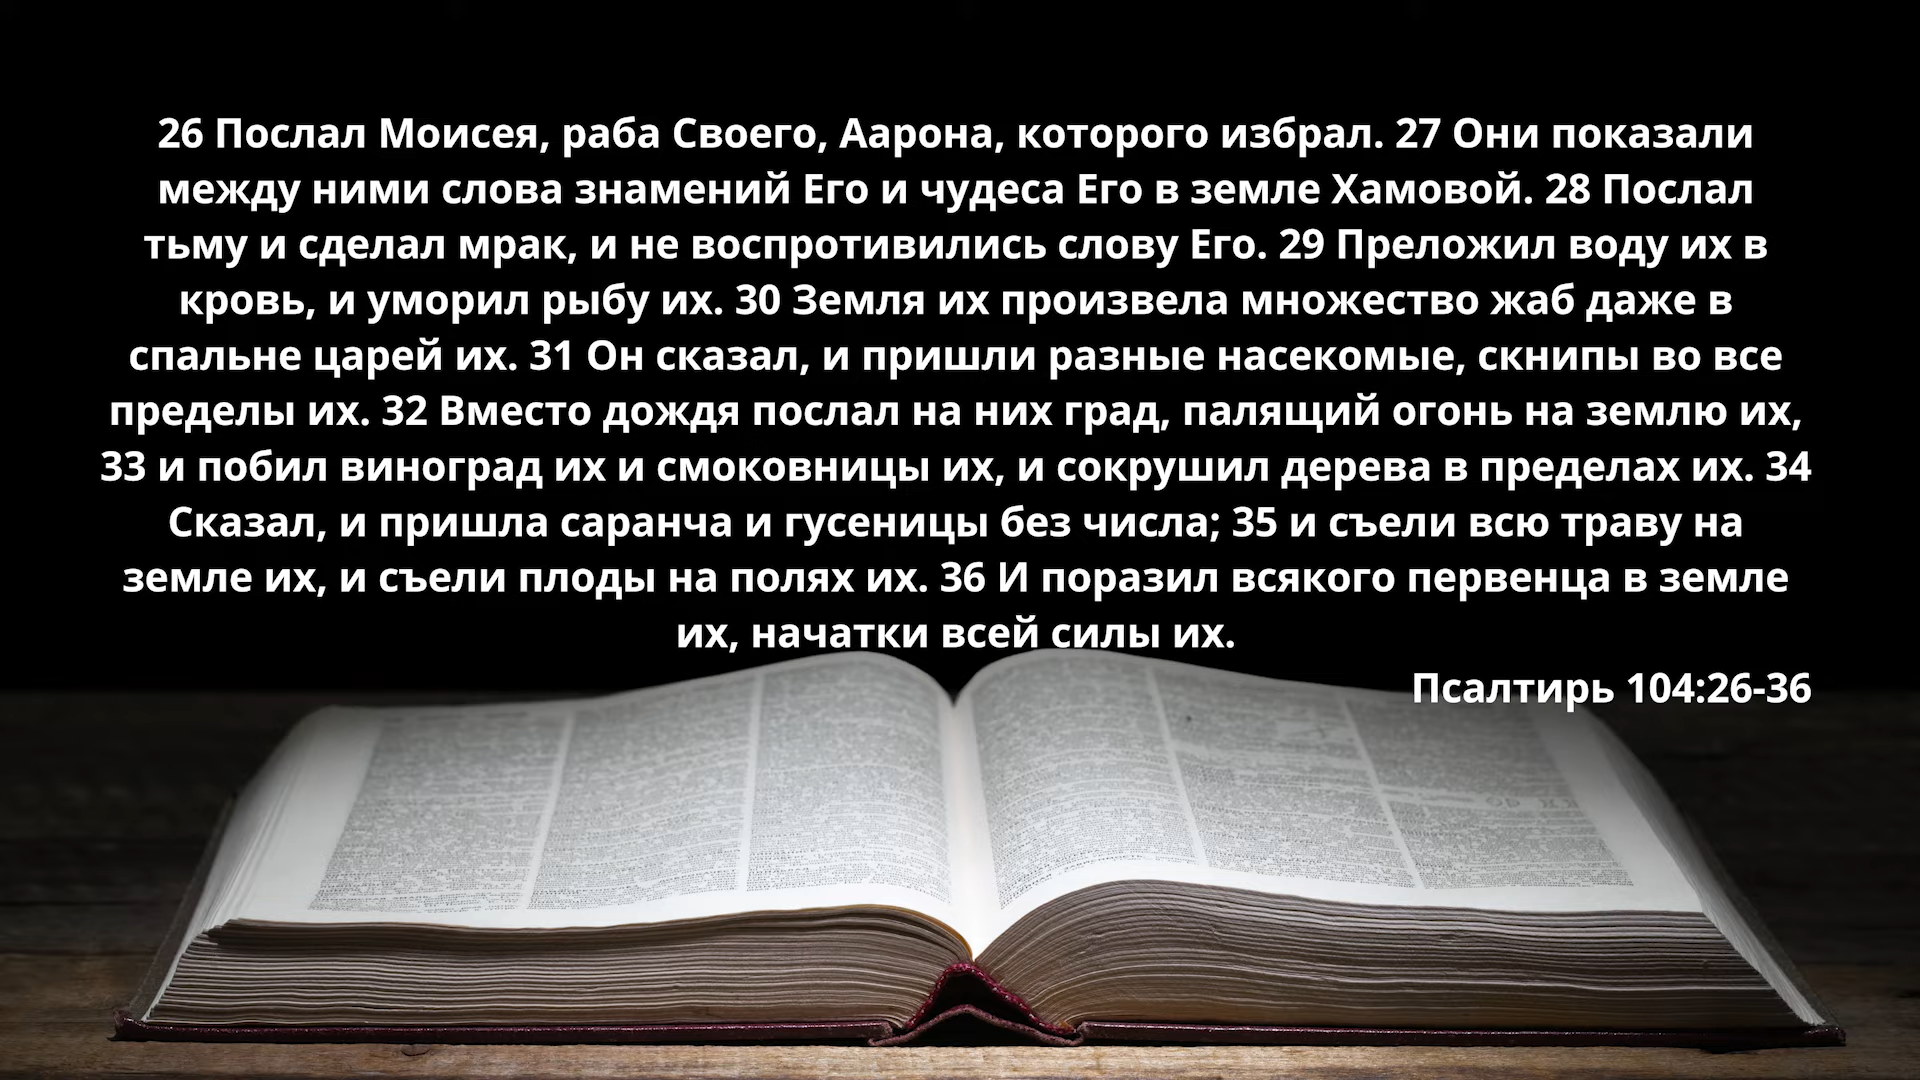 26 Послал Моисея, раба Своего, Аарона, которого избрал. 27 Они показали
между ними слова знамений Его и чудеса Его в земле Хамовой. 28 Послал
тьму и сделал мрак, и не воспротивились слову Его. 29 Преложил воду их в
кровь, и уморил рыбу их. 30 Земля их произвела множество жаб даже в
спальне царей их. 31 Он сказал, и пришли разные насекомые, скнипы во все
пределы их. 32 Вместо дождя послал на них град, палящий огонь на землю их,
33 и побил виноград их и смоковницы их, и сокрушил дерева в пределах их. 34
Сказал, и пришла саранча и гусеницы без числа; 35 и съели всю траву на
земле их, и съели плоды на полях их. 36 И поразил всякого первенца в земле
их, начатки всей силы их.
Псалтирь 104:26-36